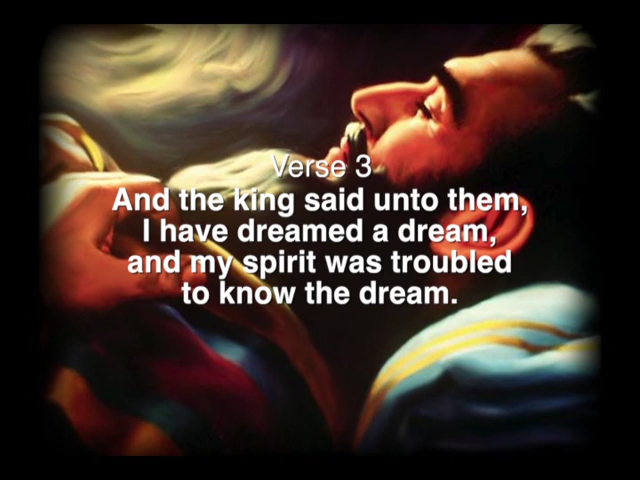 Verse 3
And the king said unto them,
I have dreamed a dream,
and my spirit was troubled
to know the dream.